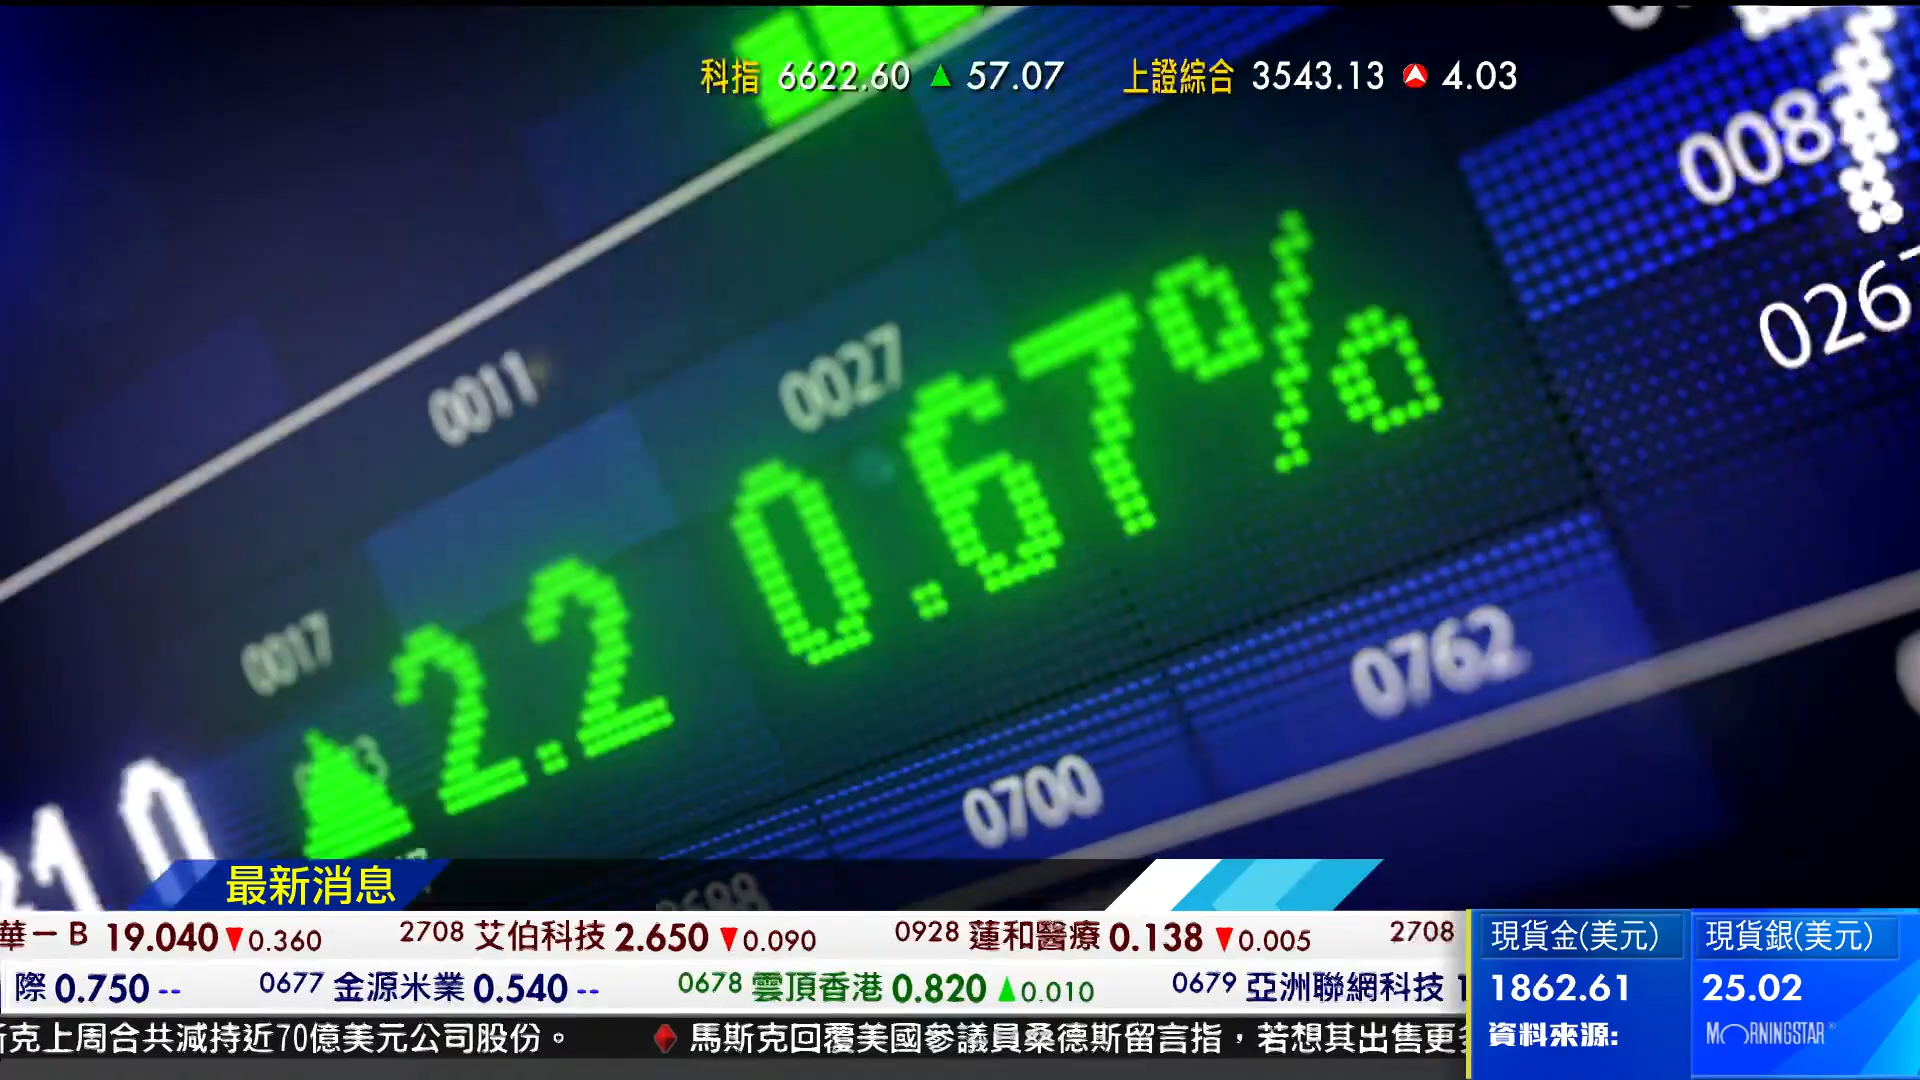 科指 6622.60 ▲ 57.07 上證綜合 3543.13 4.03
0011
0027
0.67%
0017
▲2.2
0762
0700
最新消息
華－B 19.040 ▼0.360 2708 艾伯科技 2.650 ▼0.090 0928 蓮和醫療 0.138 ▼0.005 2708
際 0.750 -- 0677 金源米業 0.540 -- 0678 雲頂香港 0.820 ▲0.010 0679 亞洲聯網科技
克上周合共減持近70億美元公司股份。 ♦ 馬斯克回覆美國參議員桑德斯留言指，若想其出售更
現貨金(美元) 現貨銀(美元)
1862.61 25.02
資料來源: MORNINGSTAR®